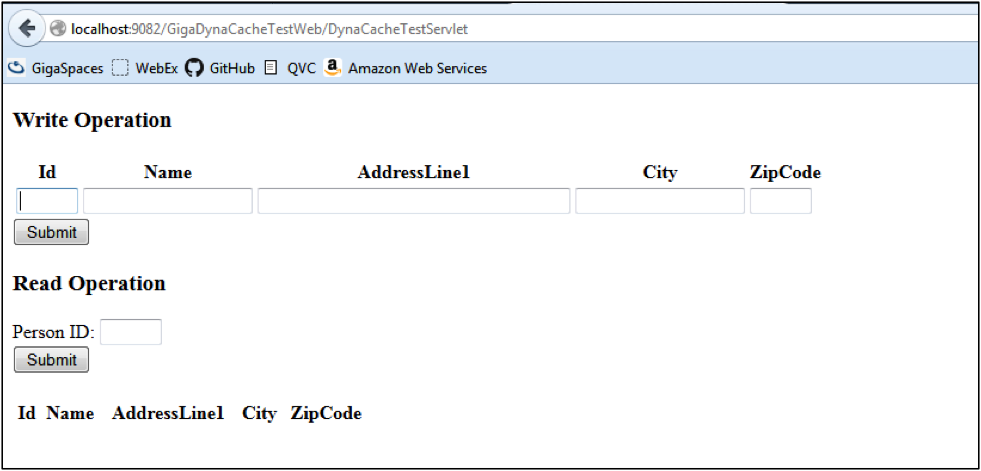 localhost:9082/GigaDynaCacheTestWeb/DynaCacheTestServlet
GigaSpaces WebEx GitHub QVC Amazon Web Services
Write Operation
Id Name AddressLine1 City ZipCode
Submit
Read Operation
Person ID:
Submit
Id Name AddressLine1 City ZipCode